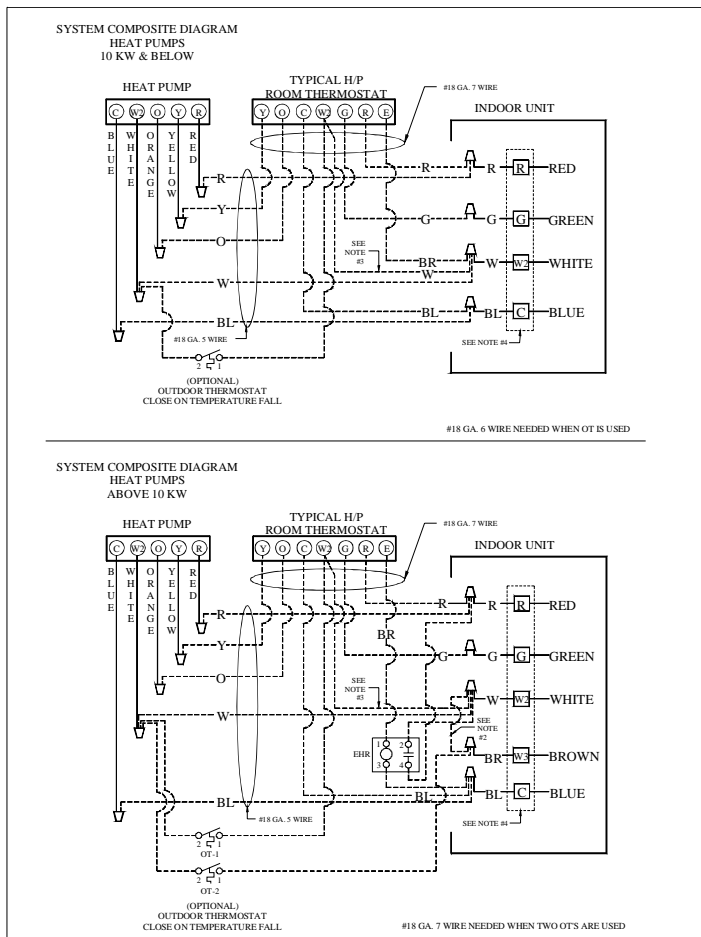 SYSTEM COMPOSITE DIAGRAM
HEAT PUMPS
10 KW & BELOW
HEAT PUMP
C W2 O Y R
BLUE
WHITE
ORANGE
YELLOW
RED
TYPICAL H/P
ROOM THERMOSTAT
Y O C W2 G R E
#18 GA. 7 WIRE
INDOOR UNIT
R R R R RED
Y
G G G GREEN
O
SEE
NOTE
#3
BR
W
W W2 WHITE
W
BL BL BL C BLUE
#18 GA. 5 WIRE
SEE NOTE #4
2 1
(OPTIONAL)
OUTDOOR THERMOSTAT
CLOSE ON TEMPERATURE FALL
#18 GA. 6 WIRE NEEDED WHEN OT IS USED
SYSTEM COMPOSITE DIAGRAM
HEAT PUMPS
ABOVE 10 KW
HEAT PUMP
C W2 O Y R
BLUE
WHITE
ORANGE
YELLOW
RED
TYPICAL H/P
ROOM THERMOSTAT
Y O C W2 G R E
#18 GA. 7 WIRE
INDOOR UNIT
R R R R RED
BR
Y
G G G GREEN
O
SEE
NOTE
#3
W W2 WHITE
W
SEE
NOTE
#2
EHR
1 2
3 4
BR W3 BROWN
BL BL BL C BLUE
#18 GA. 5 WIRE
SEE NOTE #4
2 1
OT-1
2 1
OT-2
(OPTIONAL)
OUTDOOR THERMOSTAT
CLOSE ON TEMPERATURE FALL
#18 GA. 7 WIRE NEEDED WHEN TWO OT'S ARE USED